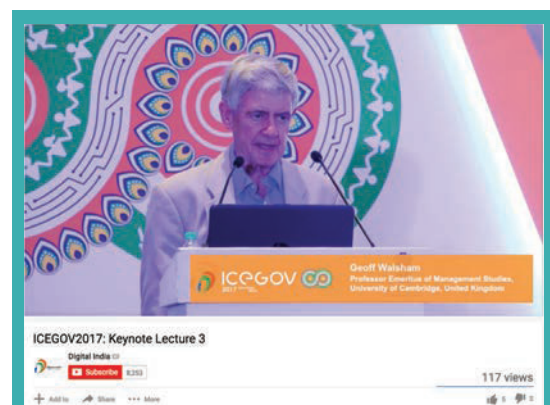 ICEGOV
2017
Geoff Walsham
Professor Emeritus of Management Studies,
University of Cambridge, United Kingdom
ICEGOV2017: Keynote Lecture 3
Digital India
Subscribe 8,253
117 views
+ Add to Share ••• More